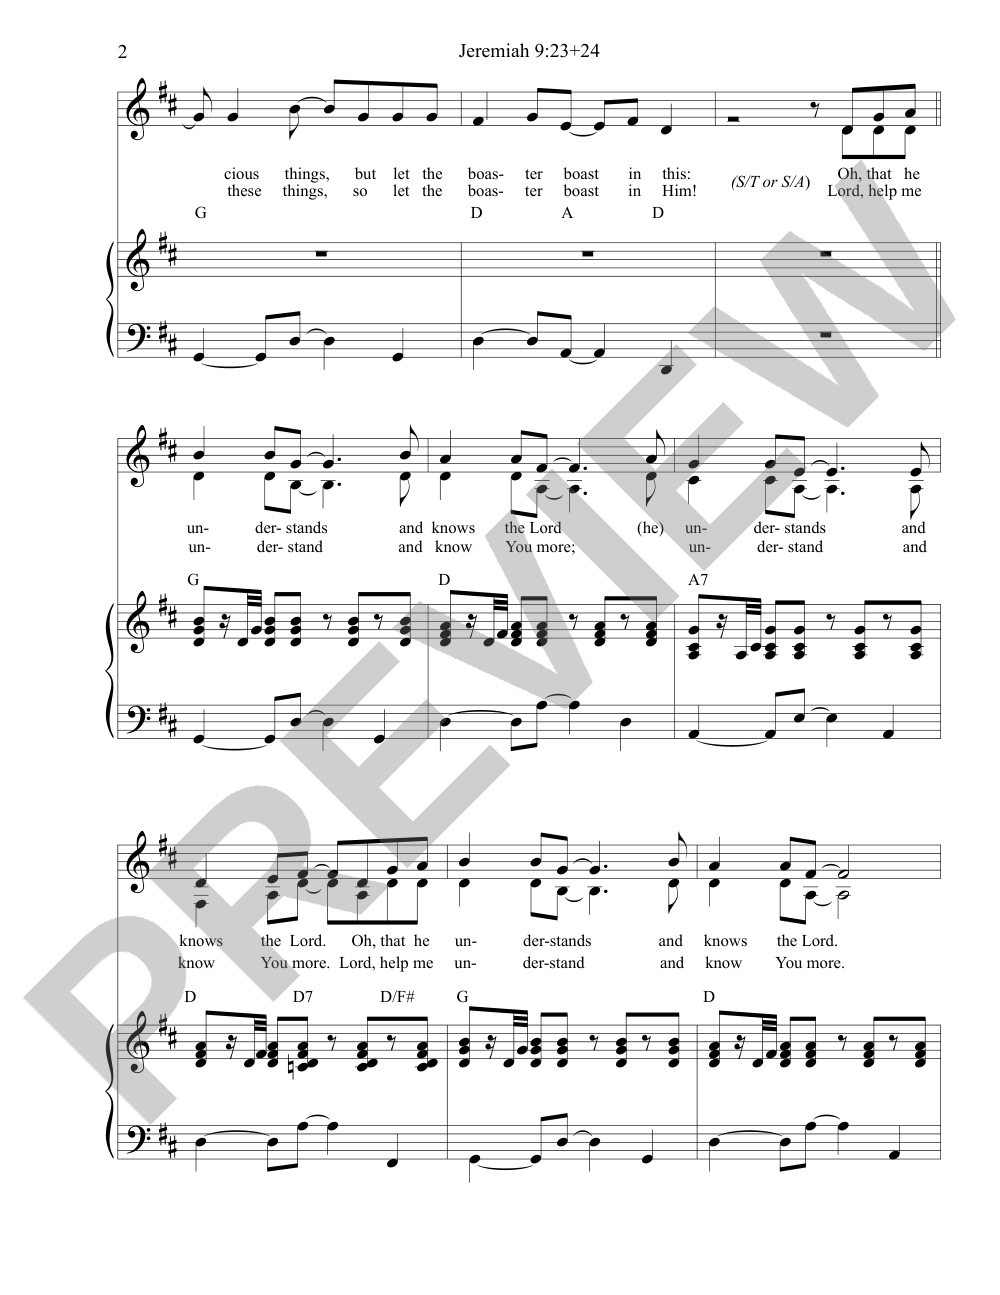 2
Jeremiah 9:23+24
cious things, but let the boas- ter boast in this: (S/T or S/A) Oh, that he
these things, so let the boas- ter boast in Him! Lord, help me
G D A D
un- der- stands and knows the Lord (he) un- der- stands and
un- der- stand and know You more; un- der- stand and
G D A7
knows the Lord. Oh, that he un- der-stands and knows the Lord.
know You more. Lord, help me un- der-stand and know You more.
D D7 D/F# G D
PREVIEW